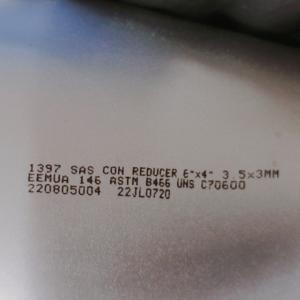 1397 SAS CON REDUCER 6"x4" 3.5x3MM
EEMUA 146 ASTM B466 UNS C70600
220805004 22JL0720